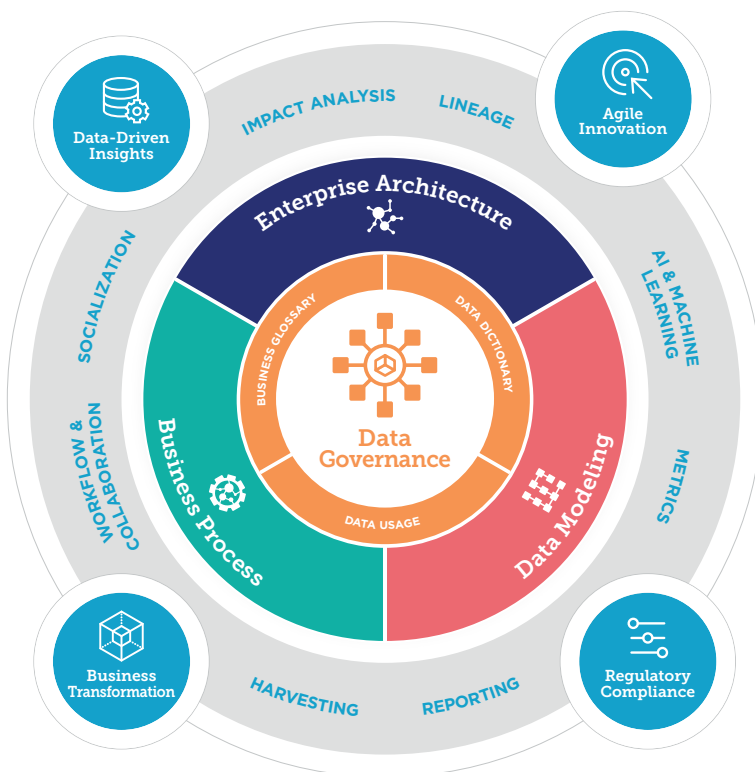 Data-Driven
Insights
IMPACT ANALYSIS
LINEAGE
Agile
Innovation
Enterprise Architecture
SOCIALIZATION
AI & MACHINE
LEARNING
BUSINESS GLOSSARY
DATA DICTIONARY
Data
Governance
DATA USAGE
Business Process
Data Modeling
WORKFLOW &
COLLABORATION
METRICS
Business
Transformation
HARVESTING
REPORTING
Regulatory
Compliance